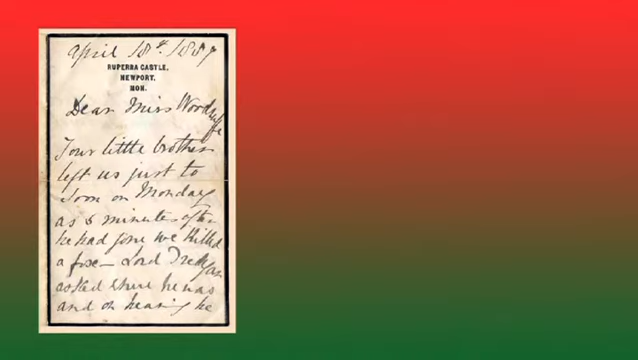 April 18th. 1887
RUPERRA CASTLE,
NEWPORT,
MON.
Dear Miss Woodruffe
Your little brother
left us just to
soon on Monday
as 5 minutes after
he had gone we killed
a fox— Lord Tredegar
asked where he was
and on hearing he